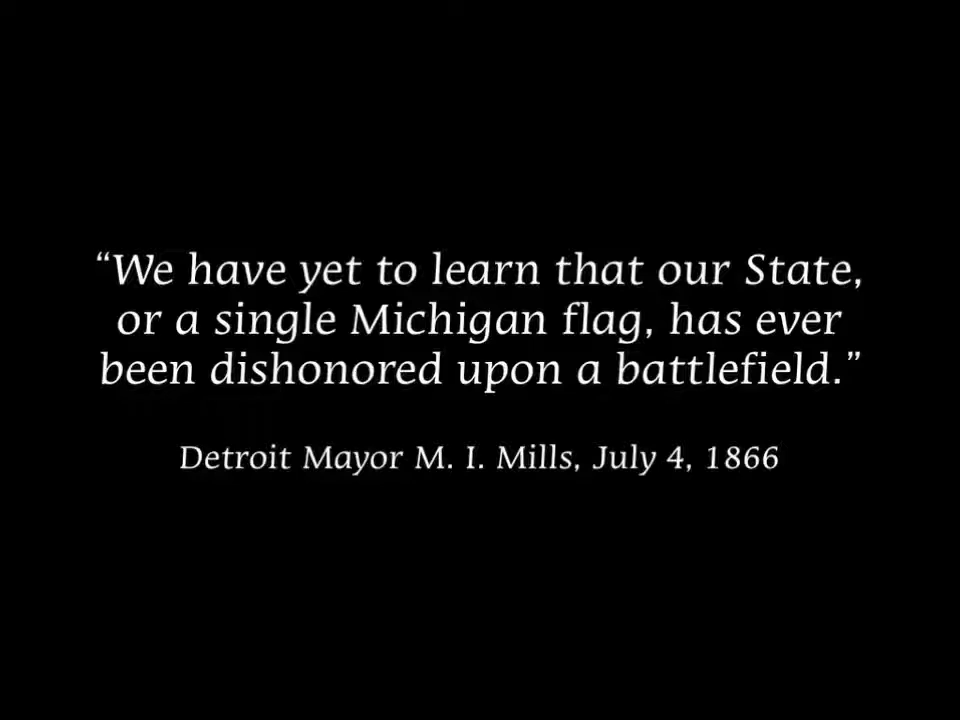 “We have yet to learn that our State,
or a single Michigan flag, has ever
been dishonored upon a battlefield.”
Detroit Mayor M. I. Mills, July 4, 1866